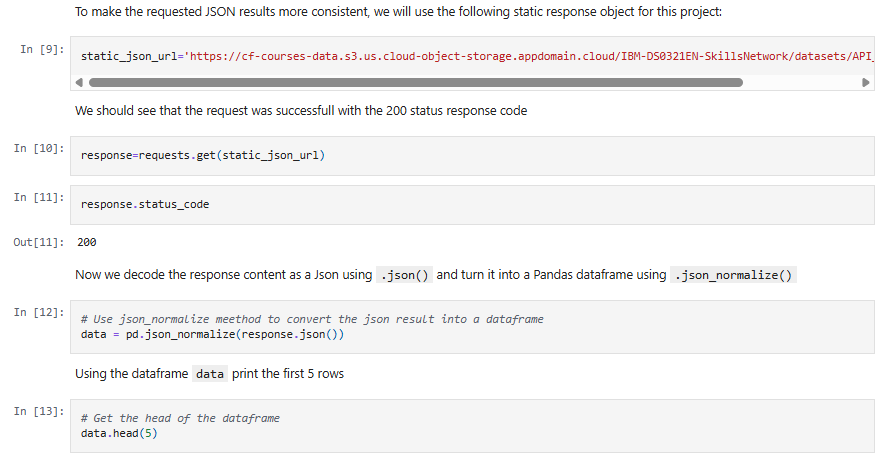 To make the requested JSON results more consistent, we will use the following static response object for this project:
In [9]: static_json_url='https://cf-courses-data.s3.us.cloud-object-storage.appdomain.cloud/IBM-DS0321EN-SkillsNetwork/datasets/API_
We should see that the request was successfull with the 200 status response code
In [10]: response=requests.get(static_json_url)
In [11]: response.status_code
Out[11]: 200
Now we decode the response content as a Json using .json() and turn it into a Pandas dataframe using .json_normalize()
In [12]: # Use json_normalize meethod to convert the json result into a dataframe
data = pd.json_normalize(response.json())
Using the dataframe data print the first 5 rows
In [13]: # Get the head of the dataframe
data.head(5)